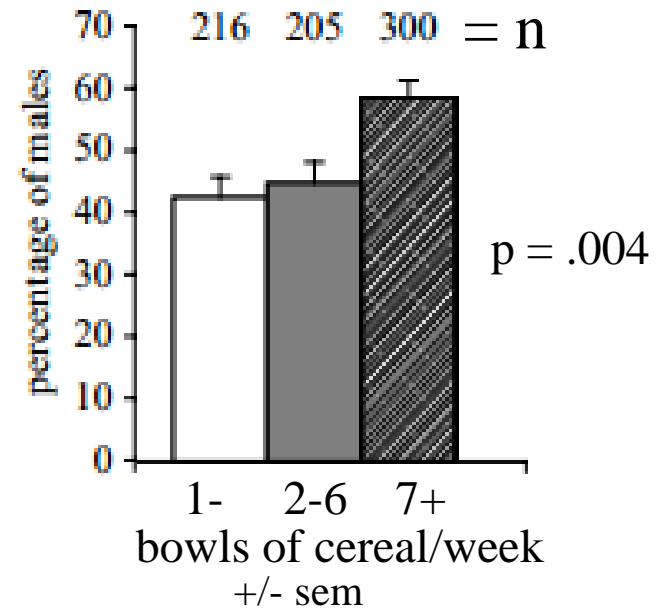 216 205 300 = n
percentage of males
70
60
50
40
30
20
10
0
p = .004
1- 2-6 7+
bowls of cereal/week
+/- sem